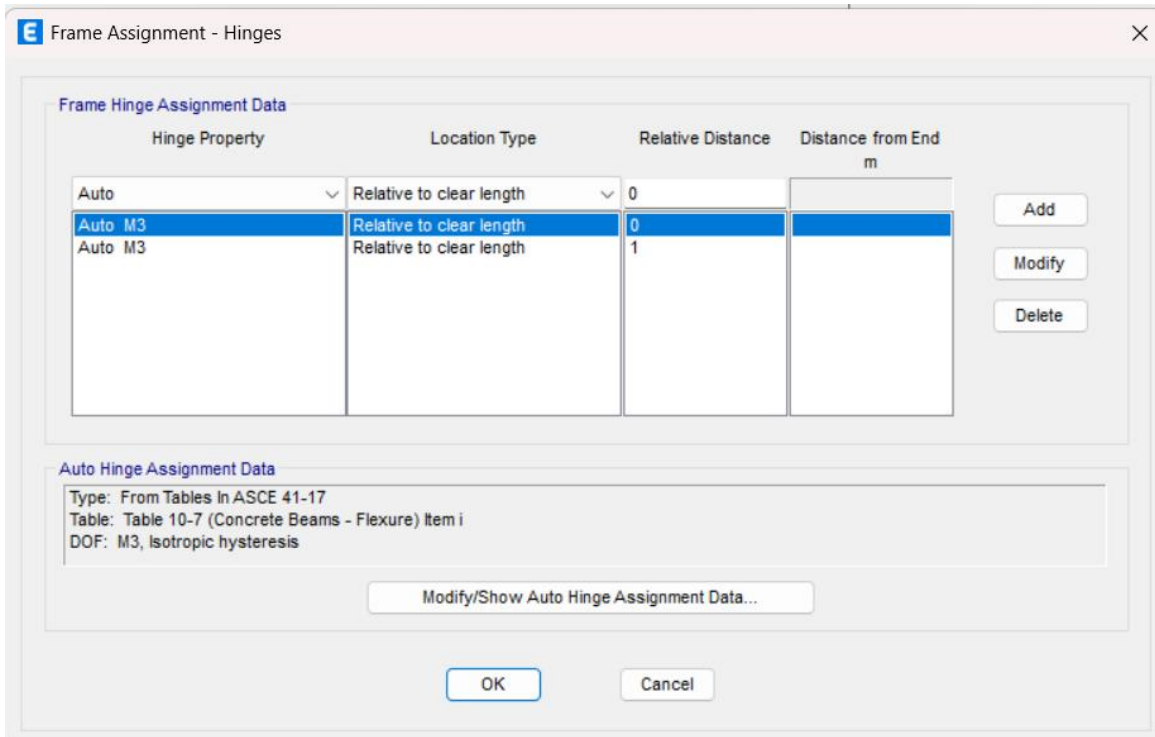 E Frame Assignment - Hinges
Frame Hinge Assignment Data
Hinge Property Location Type Relative Distance Distance from End
m
Auto Relative to clear length 0
Auto M3 Relative to clear length 0
Auto M3 Relative to clear length 1
Add
Modify
Delete
Auto Hinge Assignment Data
Type: From Tables In ASCE 41-17
Table: Table 10-7 (Concrete Beams - Flexure) Item i
DOF: M3, Isotropic hysteresis
Modify/Show Auto Hinge Assignment Data...
OK Cancel